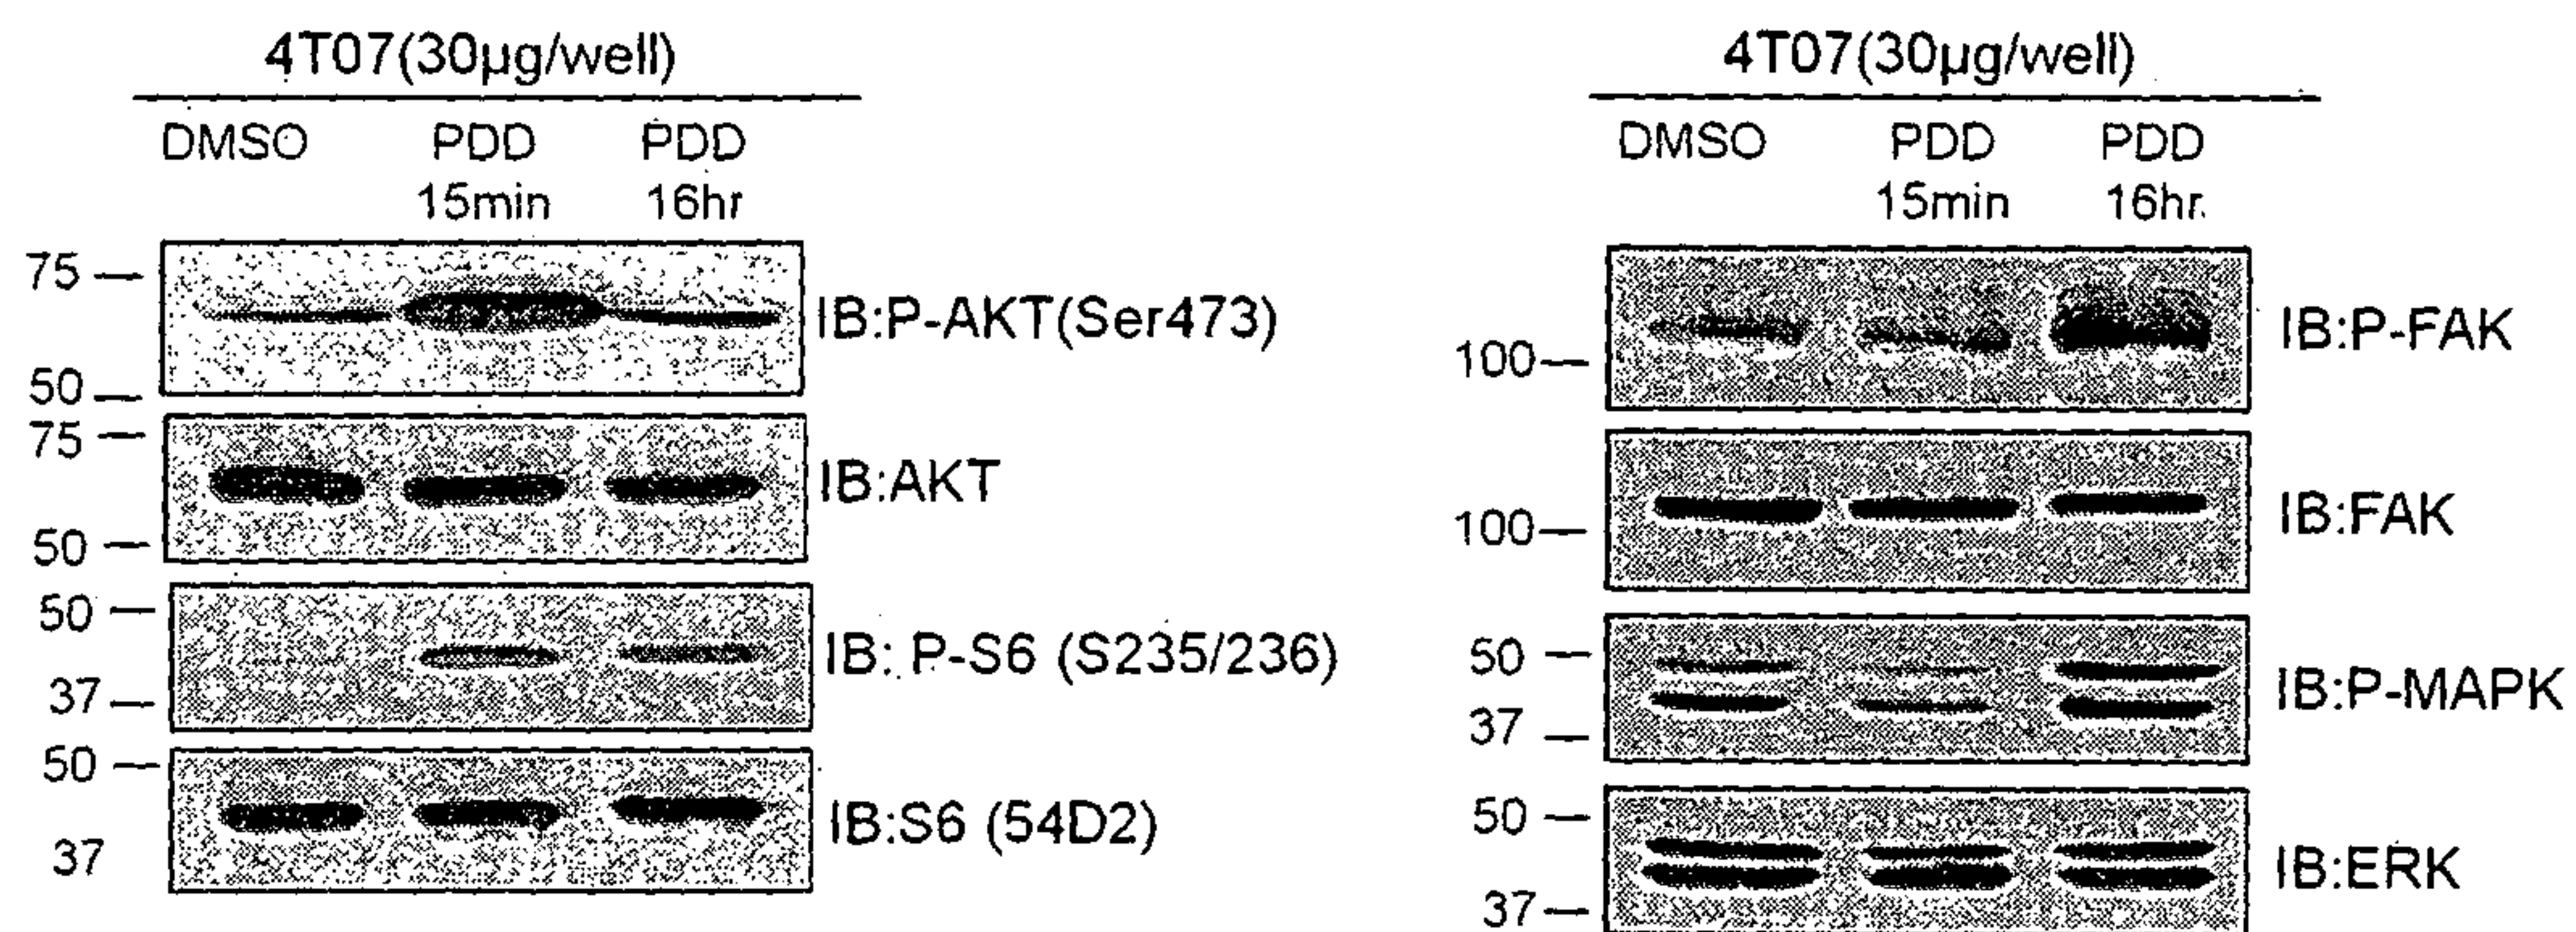 4T07(30µg/well)
DMSO PDD PDD
15min 16hr
75
IB:P-AKT(Ser473)
50
75
IB:AKT
50
50
IB: P-S6 (S235/236)
37
50
IB:S6 (54D2)
37
4T07(30µg/well)
DMSO PDD PDD
15min 16hr
IB:P-FAK
100
IB:FAK
100
50
IB:P-MAPK
37
50
IB:ERK
37